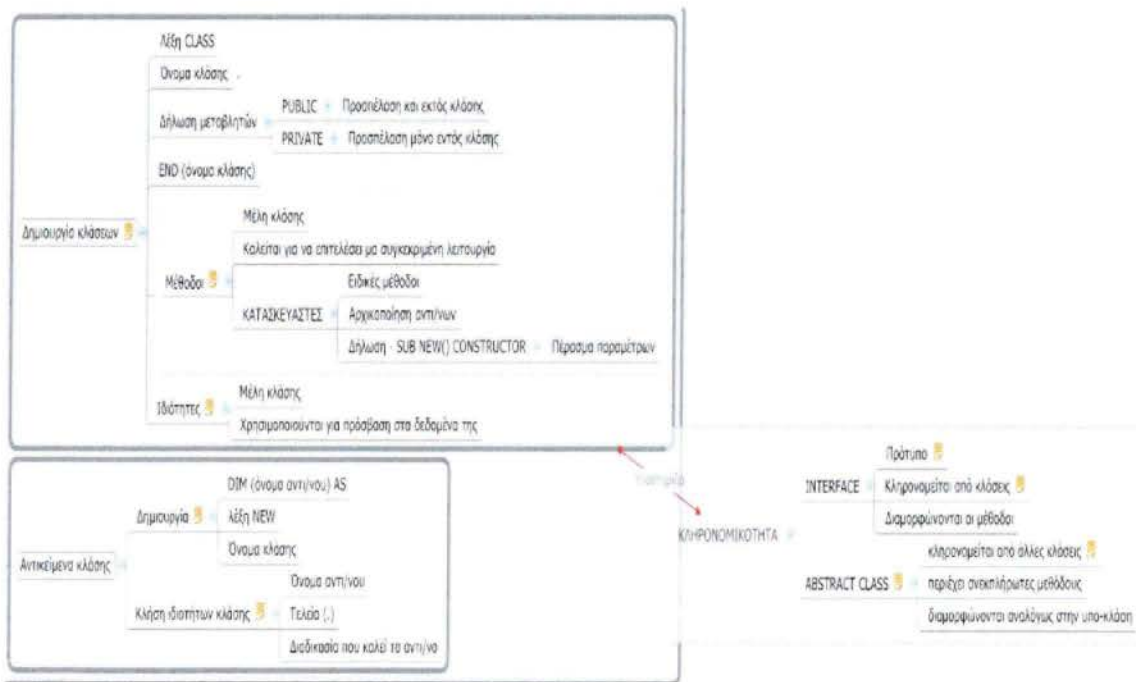 Λέξη CLASS
Όνομα κλάσης
Δήλωση μεταβλητών
PUBLIC
Προσπέλαση και εκτός κλάσης
PRIVATE
Προσπέλαση μόνο εντός κλάσης
END (όνομα κλάσης)
Δημιουργία κλάσεων
Μέθοδοι
Μέλη κλάσης
Καλείται για να επιτελέσει μα συγκεκριμένη λειτουργία
ΚΑΤΑΣΚΕΥΑΣΤΕΣ
Ειδικές μέθοδοι
Αρχικοποίηση αντι/νων
Δήλωση - SUB NEW() CONSTRUCTOR
Πέρασμα παραμέτρων
Ιδιότητες
Μέλη κλάσης
Χρησιμοποιούνται για πρόσβαση στα δεδομένα της
Αντικείμενα κλάσης
Δημιουργία
DIM (όνομα αντι/νου) AS
λέξη NEW
Όνομα κλάσης
Κλήση ιδιοτήτων κλάσης
Όνομα αντι/νου
Τελεία (.)
Διαδικασία που καλεί το αντι/νο
ΚΛΗΡΟΝΟΜΙΚΟΤΗΤΑ
INTERFACE
Πρότυπο
Κληρονομείται από κλάσεις
Διαμορφώνονται οι μέθοδοι
ABSTRACT CLASS
κληρονομείται από άλλες κλάσεις
περιέχει ανεκπλήρωτες μεθόδους
διαμορφώνονται αναλόγως στην υπο-κλάση